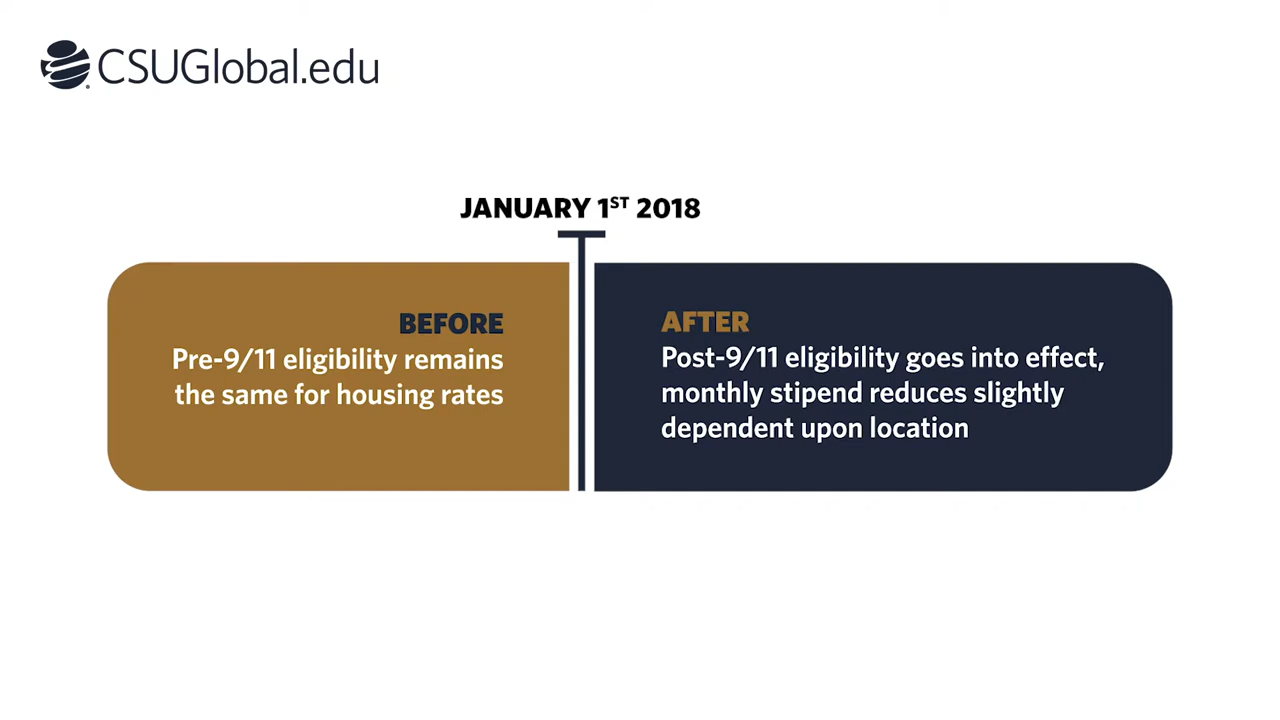 CSUGlobal.edu
JANUARY 1ST 2018
BEFORE
Pre-9/11 eligibility remains
the same for housing rates
AFTER
Post-9/11 eligibility goes into effect,
monthly stipend reduces slightly
dependent upon location